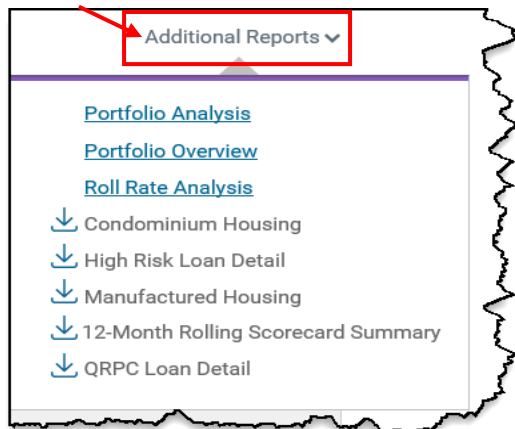 Additional Reports
Portfolio Analysis
Portfolio Overview
Roll Rate Analysis
Condominium Housing
High Risk Loan Detail
Manufactured Housing
12-Month Rolling Scorecard Summary
QRPC Loan Detail